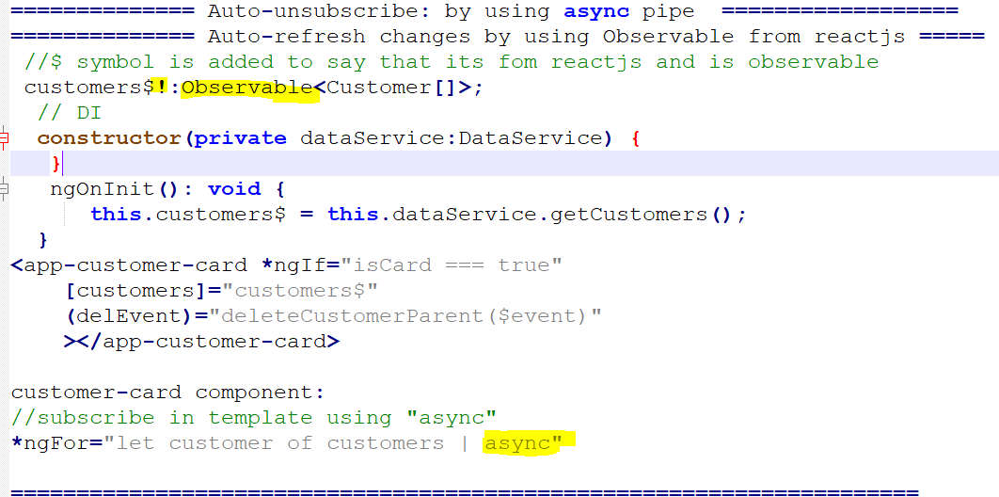 ============== Auto-unsubscribe: by using async pipe ==================
============== Auto-refresh changes by using Observable from reactjs =====
//$ symbol is added to say that its fom reactjs and is observable
customers$!:Observable<Customer[]>;
// DI
constructor(private dataService:DataService) {
}
ngOnInit(): void {
this.customers$ = this.dataService.getCustomers();
}
<app-customer-card *ngIf="isCard === true"
[customers]="customers$"
(delEvent)="deleteCustomerParent($event)"
></app-customer-card>
customer-card component:
//subscribe in template using "async"
*ngFor="let customer of customers | async"
=====================================================================